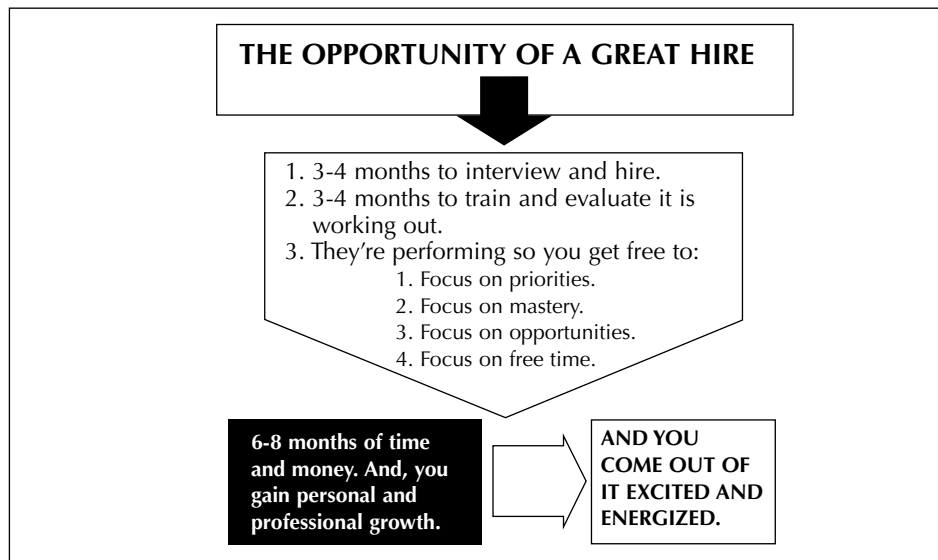 THE OPPORTUNITY OF A GREAT HIRE
1. 3-4 months to interview and hire.
2. 3-4 months to train and evaluate it is
working out.
3. They're performing so you get free to:
1. Focus on priorities.
2. Focus on mastery.
3. Focus on opportunities.
4. Focus on free time.
6-8 months of time
and money. And, you
gain personal and
professional growth.
AND YOU
COME OUT OF
IT EXCITED AND
ENERGIZED.